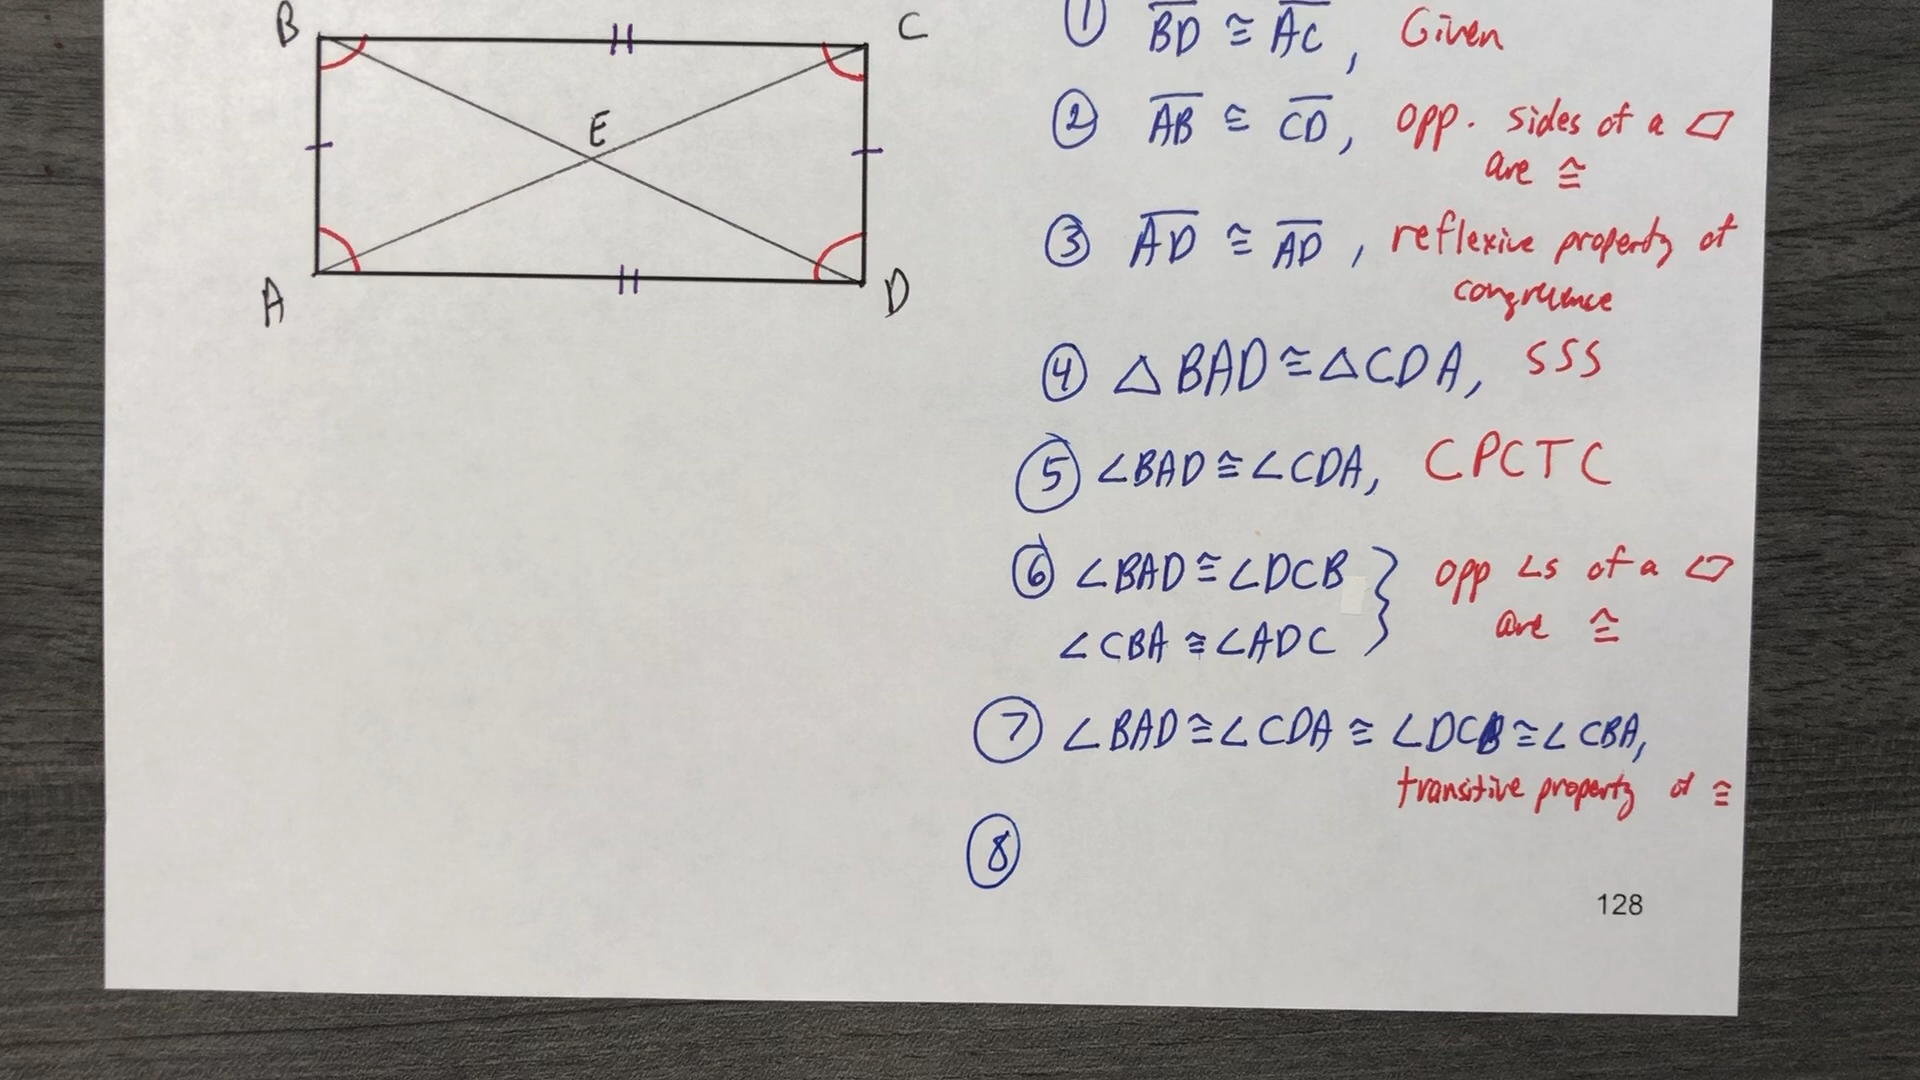 B
C
E
A
D
① BD ≅ AC, Given
② AB ≅ CD, opp. sides of a ▱
are ≅
③ AD ≅ AD, reflexive property of
congruence
④ △BAD ≅ △CDA, SSS
⑤ ∠BAD ≅ ∠CDA, CPCTC
⑥ ∠BAD ≅ ∠DCB } opp ∠s of a ▱
∠CBA ≅ ∠ADC are ≅
⑦ ∠BAD ≅ ∠CDA ≅ ∠DCB ≅ ∠CBA,
transitive property of ≅
⑧
128